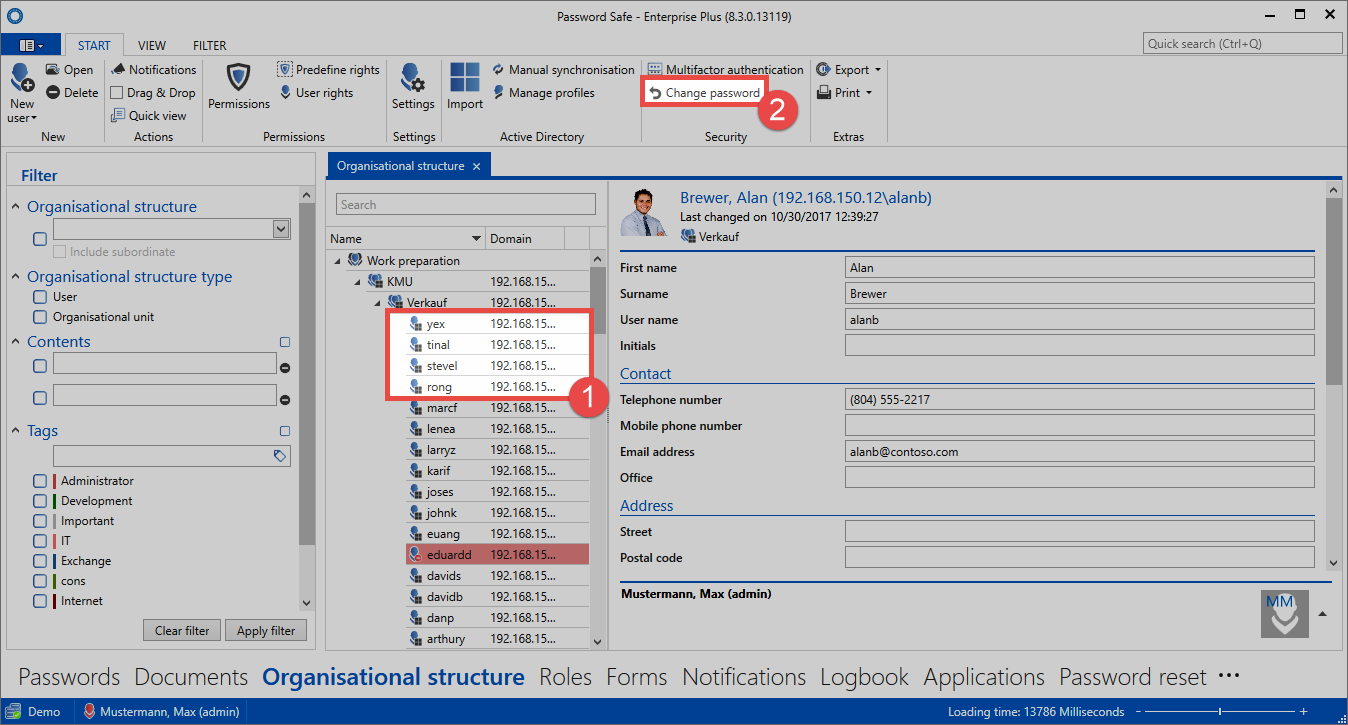 Password Safe - Enterprise Plus (8.3.0.13119)
START VIEW FILTER
Quick search (Ctrl+Q)
New user
Open
Delete
New
Notifications
Drag & Drop
Quick view
Actions
Permissions
Predefine rights
User rights
Permissions
Settings
Settings
Import
Manual synchronisation
Manage profiles
Active Directory
Multifactor authentication
Change password
2
Security
Export
Print
Extras
Filter
Organisational structure
Include subordinate
Organisational structure type
User
Organisational unit
Contents
Tags
Administrator
Development
Important
IT
Exchange
cons
Internet
Clear filter Apply filter
Organisational structure
Search
Name Domain
Work preparation
KMU 192.168.15...
Verkauf 192.168.15...
yex 192.168.15...
tinal 192.168.15...
stevel 192.168.15...
rong 192.168.15...
1
marcf 192.168.15...
lenea 192.168.15...
larryz 192.168.15...
karif 192.168.15...
joses 192.168.15...
johnk 192.168.15...
euang 192.168.15...
eduardd 192.168.15...
davids 192.168.15...
davidb 192.168.15...
danp 192.168.15...
arthury 192.168.15...
Brewer, Alan (192.168.150.12\alanb)
Last changed on 10/30/2017 12:39:27
Verkauf
First name Alan
Surname Brewer
User name alanb
Initials
Contact
Telephone number (804) 555-2217
Mobile phone number
Email address alanb@contoso.com
Office
Address
Street
Postal code
Mustermann, Max (admin)
MM
Passwords Documents Organisational structure Roles Forms Notifications Logbook Applications Password reset ...
Demo Mustermann, Max (admin) Loading time: 13786 Milliseconds - +